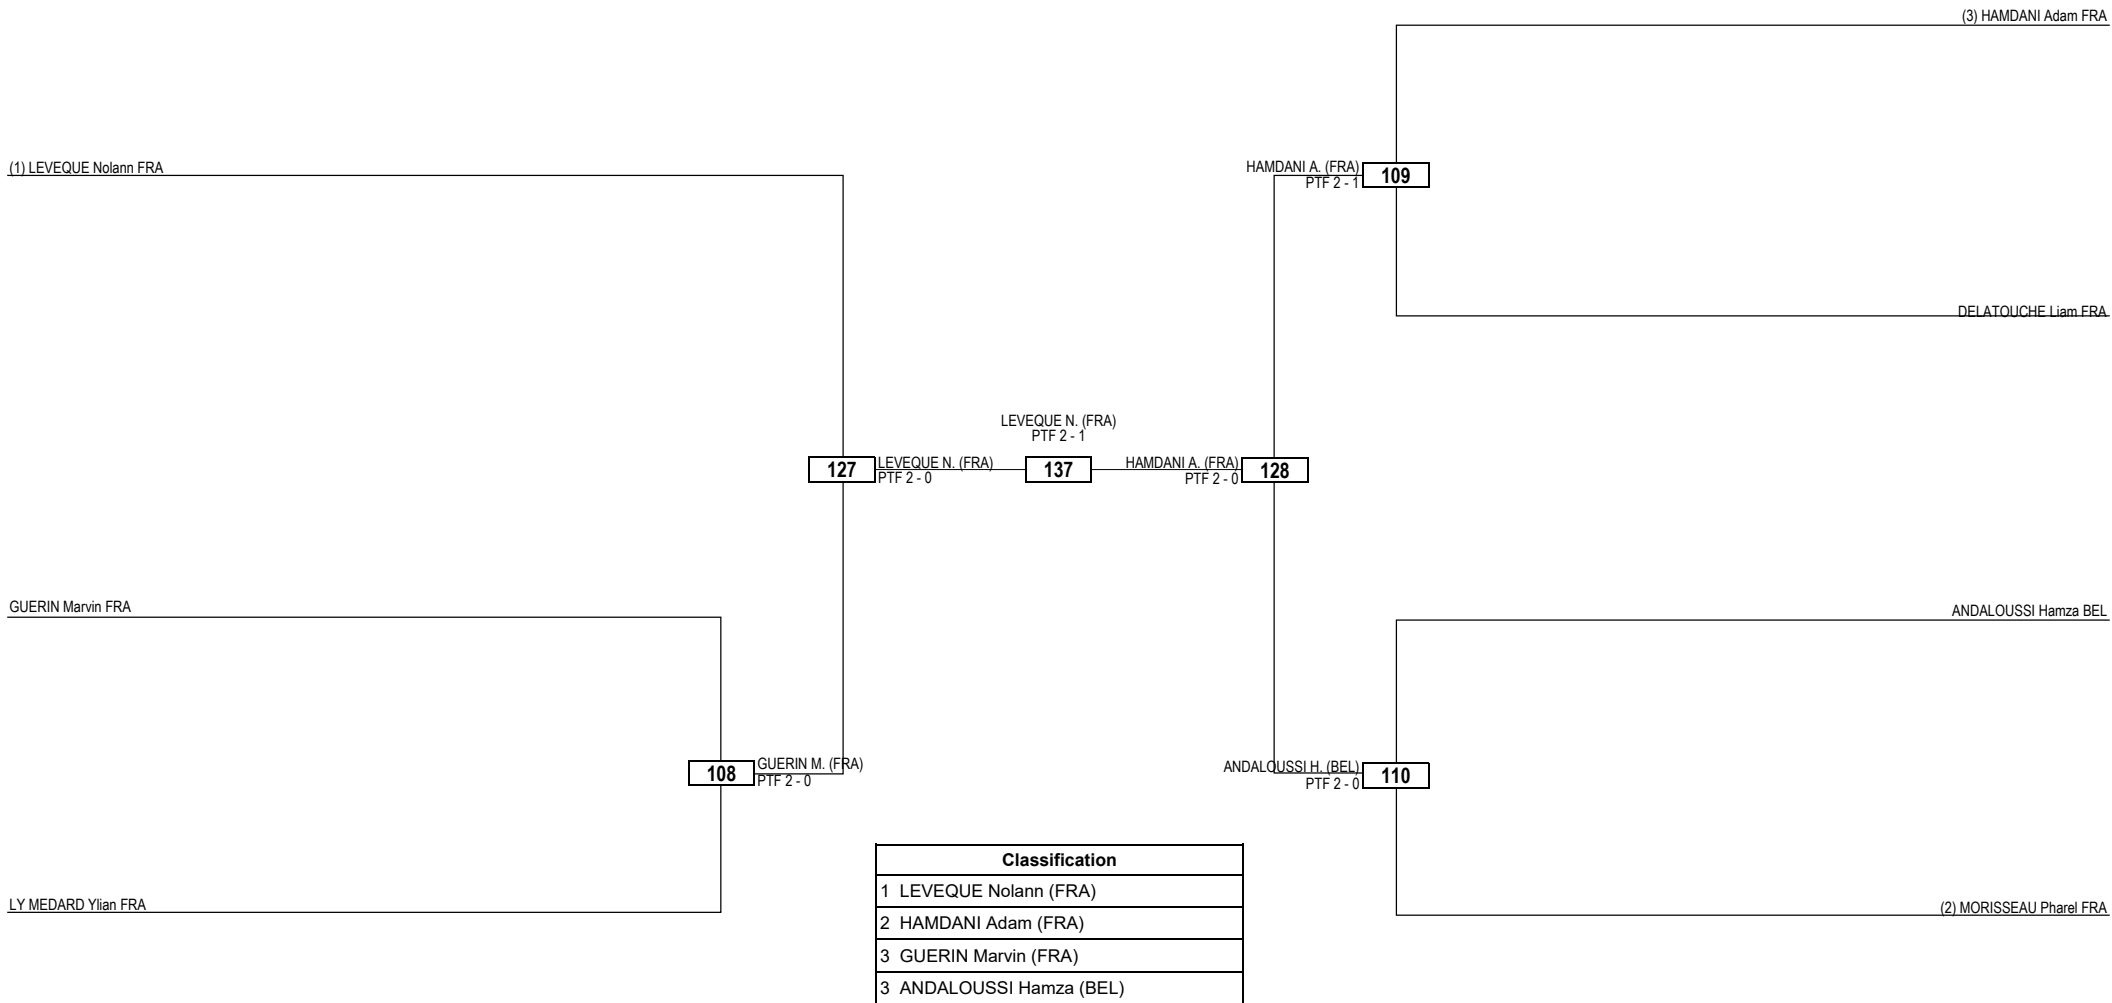 (3) HAMDANI Adam FRA
(1) LEVEQUE Nolann FRA
HAMDANI A. (FRA)
PTF 2 - 1
109
DELATOUCHE Liam FRA
LEVEQUE N. (FRA)
PTF 2 - 1
127
LEVEQUE N. (FRA)
PTF 2 - 0
137
HAMDANI A. (FRA)
PTF 2 - 0
128
GUERIN Marvin FRA
ANDALOUSSI Hamza BEL
108
GUERIN M. (FRA)
PTF 2 - 0
ANDALOUSSI H. (BEL)
PTF 2 - 0
110
LY MEDARD Ylian FRA
(2) MORISSEAU Pharel FRA
Classification
1 LEVEQUE Nolann (FRA)
2 HAMDANI Adam (FRA)
3 GUERIN Marvin (FRA)
3 ANDALOUSSI Hamza (BEL)